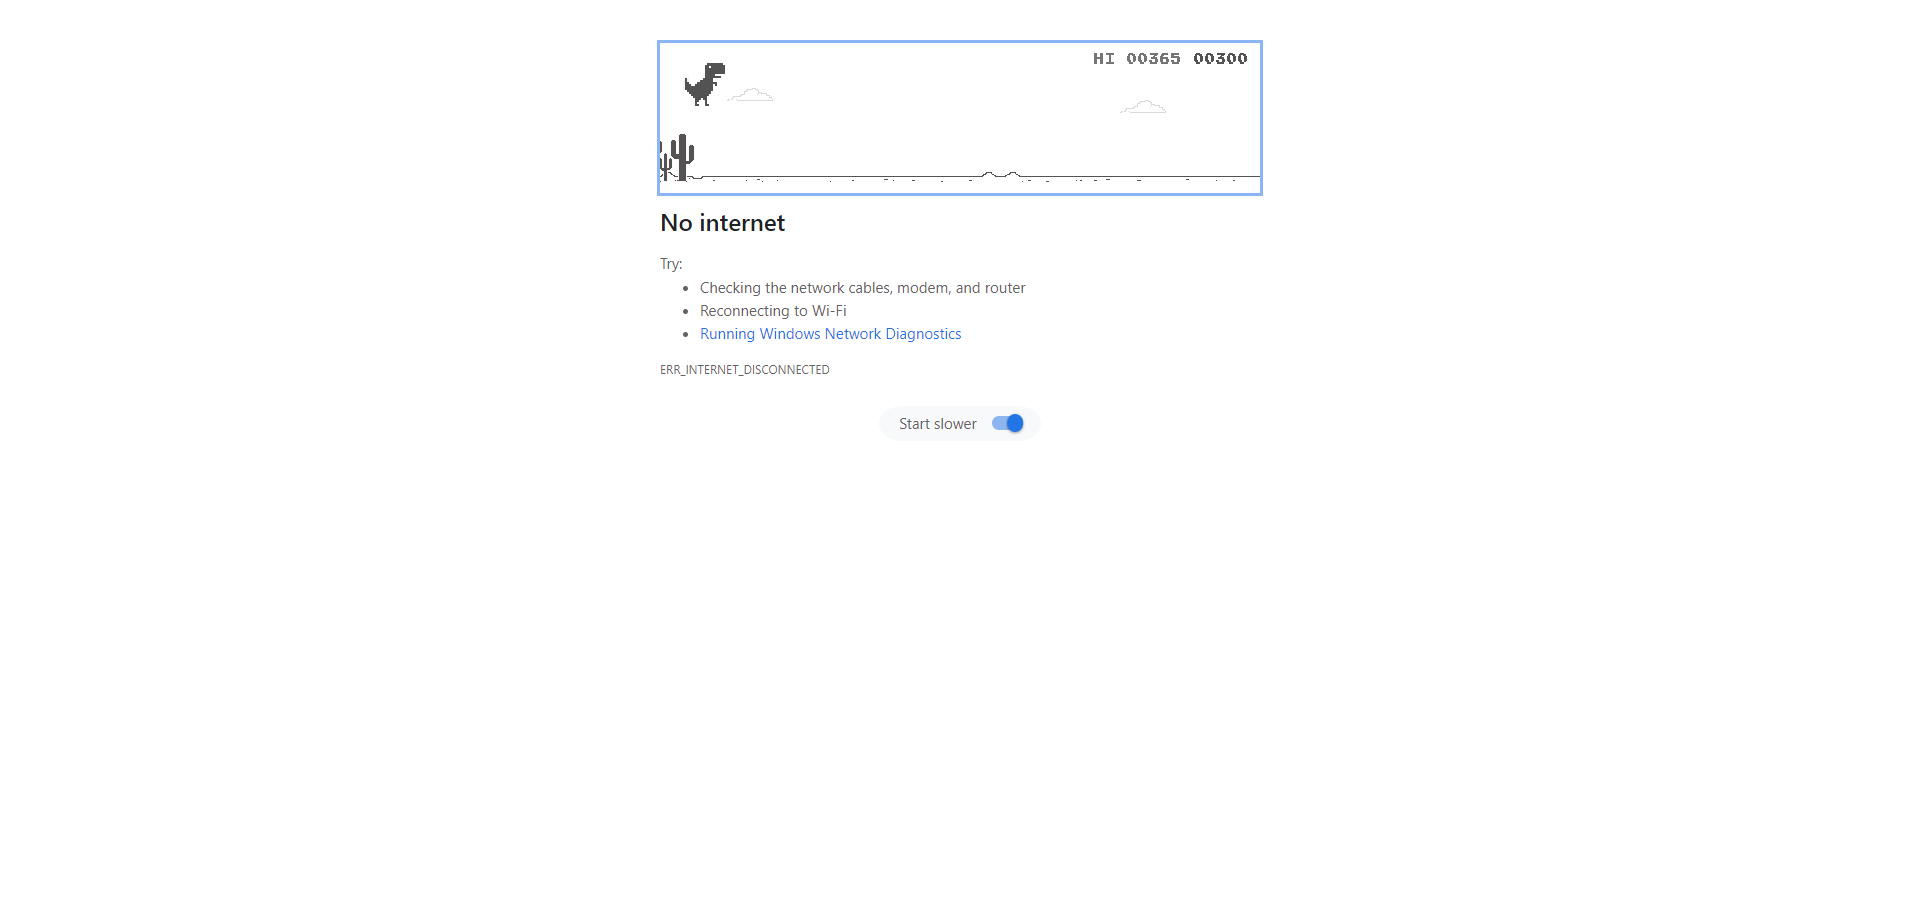 HI 00365 00300
No internet
Try:
Checking the network cables, modem, and router
Reconnecting to Wi-Fi
Running Windows Network Diagnostics
ERR_INTERNET_DISCONNECTED
Start slower